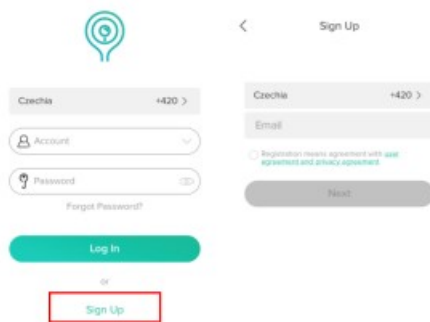 Czechia +420 >
Account
Password
Forgot Password?
Log In
or
Sign Up
< Sign Up
Czechia +420 >
Email
Registration means agreement with user
agreement and privacy agreement
Next